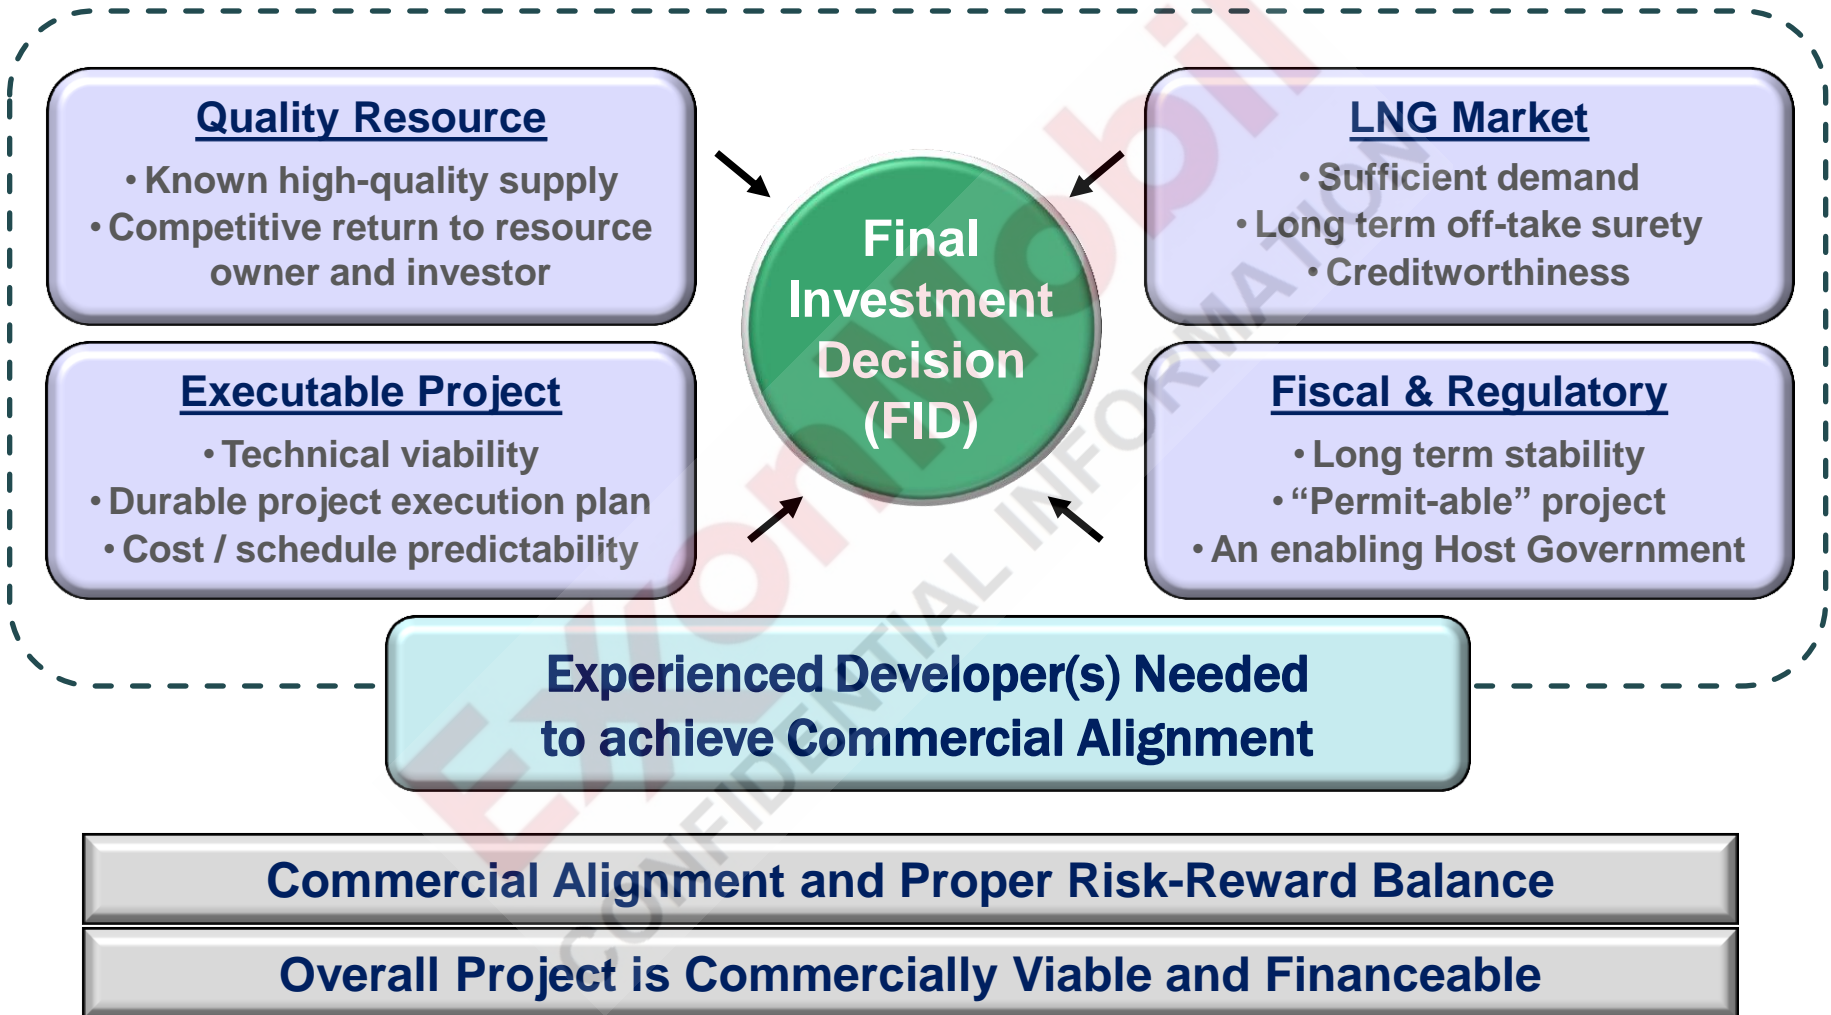 Quality Resource
• Known high-quality supply
• Competitive return to resource
owner and investor
LNG Market
• Sufficient demand
• Long term off-take surety
• Creditworthiness
Final
Investment
Decision
(FID)
Executable Project
• Technical viability
• Durable project execution plan
• Cost / schedule predictability
Fiscal & Regulatory
• Long term stability
• “Permit-able” project
• An enabling Host Government
Experienced Developer(s) Needed
to achieve Commercial Alignment
Commercial Alignment and Proper Risk-Reward Balance
Overall Project is Commercially Viable and Financeable
ExxonMobil
CONFIDENTIAL INFORMATION